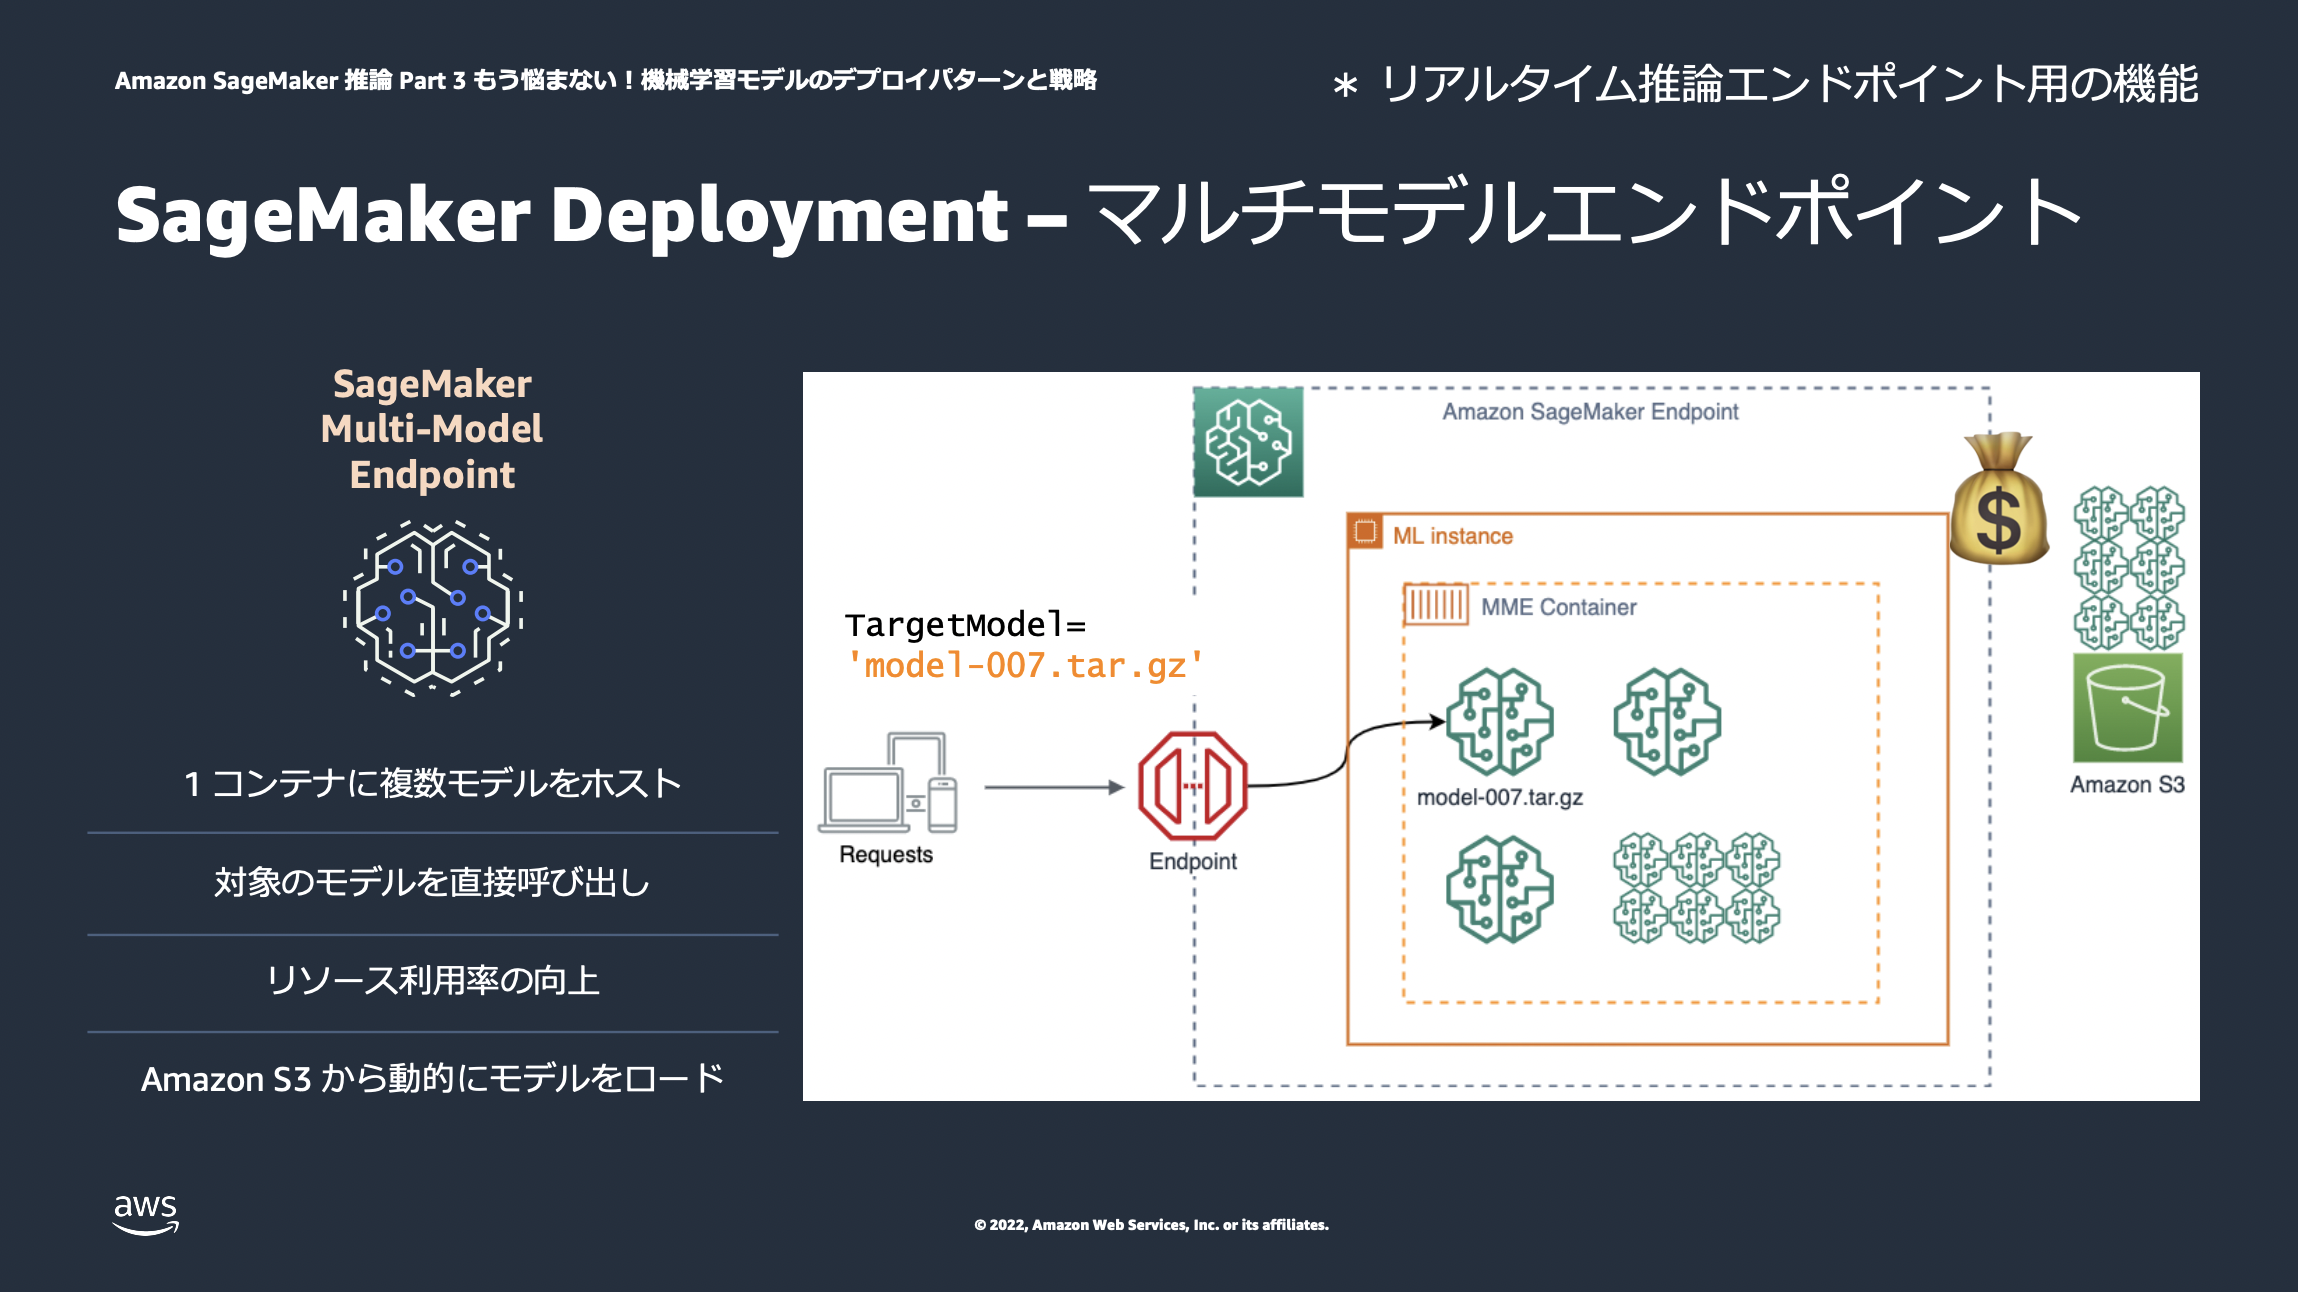 Amazon SageMaker 推論 Part 3 もう悩まない！機械学習モデルのデプロイパターンと戦略
＊ リアルタイム推論エンドポイント用の機能
SageMaker Deployment – マルチモデルエンドポイント
SageMaker
Multi-Model
Endpoint
1 コンテナに複数モデルをホスト
対象のモデルを直接呼び出し
リソース利用率の向上
Amazon S3 から動的にモデルをロード
Amazon SageMaker Endpoint
ML instance
MME Container
TargetModel=
'model-007.tar.gz'
model-007.tar.gz
Requests
Endpoint
$
Amazon S3
aws
© 2022, Amazon Web Services, Inc. or its affiliates.